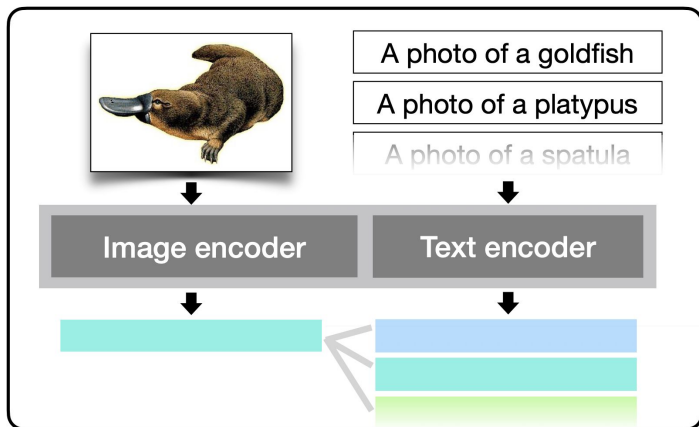 A photo of a goldfish
A photo of a platypus
A photo of a spatula
Image encoder
Text encoder